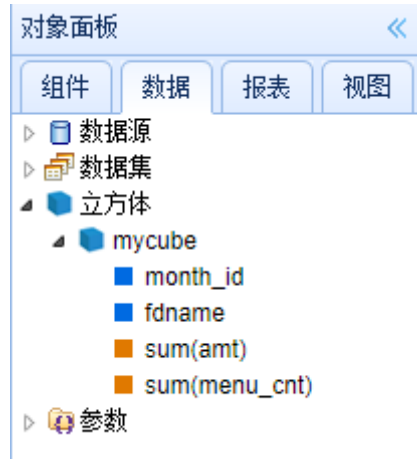 对象面板
组件 数据 报表 视图
数据源
数据集
立方体
mycube
month_id
fdname
sum(amt)
sum(menu_cnt)
参数